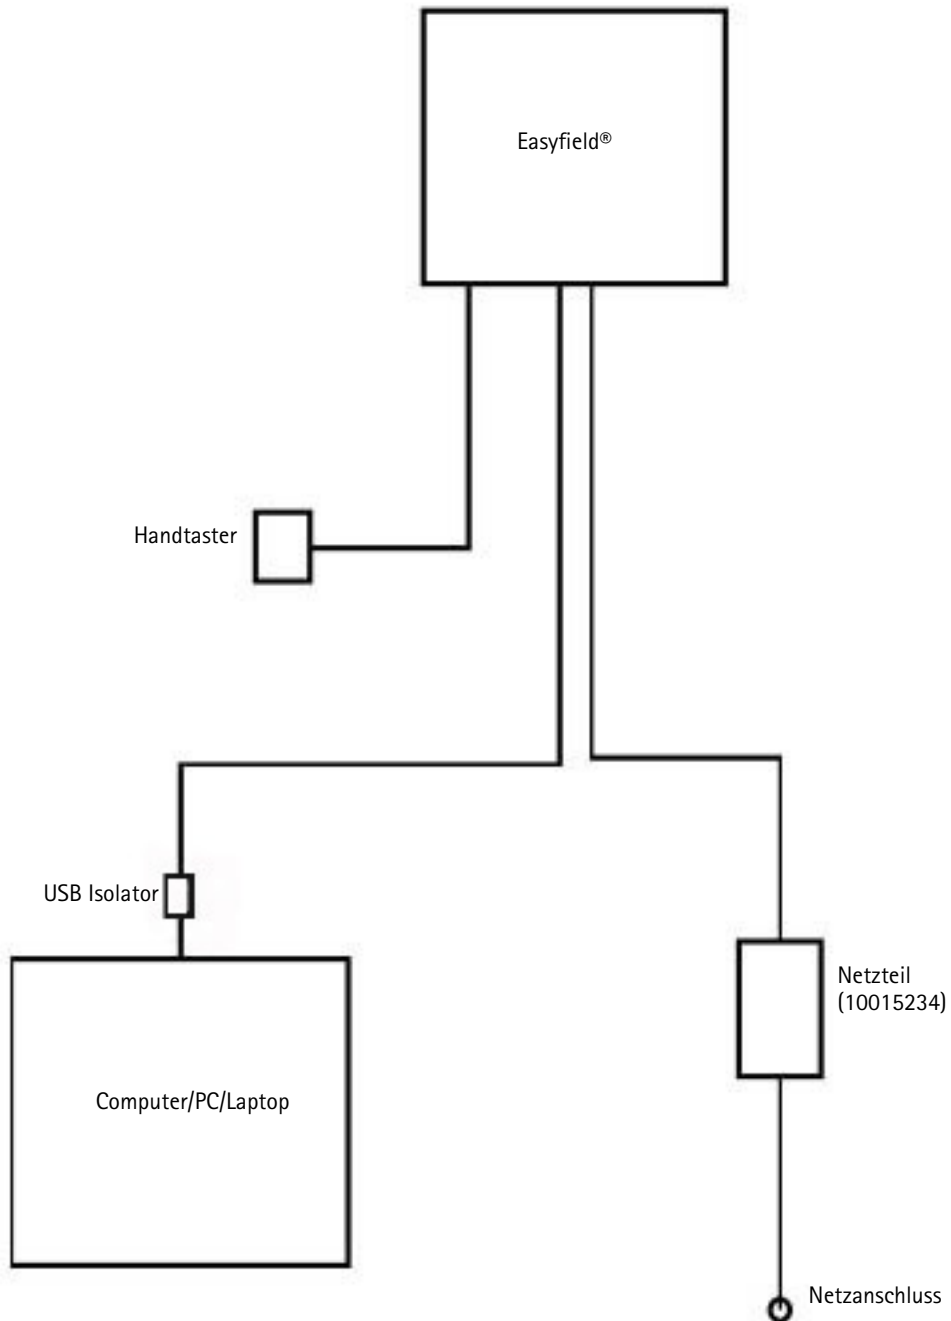 Easyfield®
Handtaster
USB Isolator
Netzteil
(10015234)
Computer/PC/Laptop
Netzanschluss